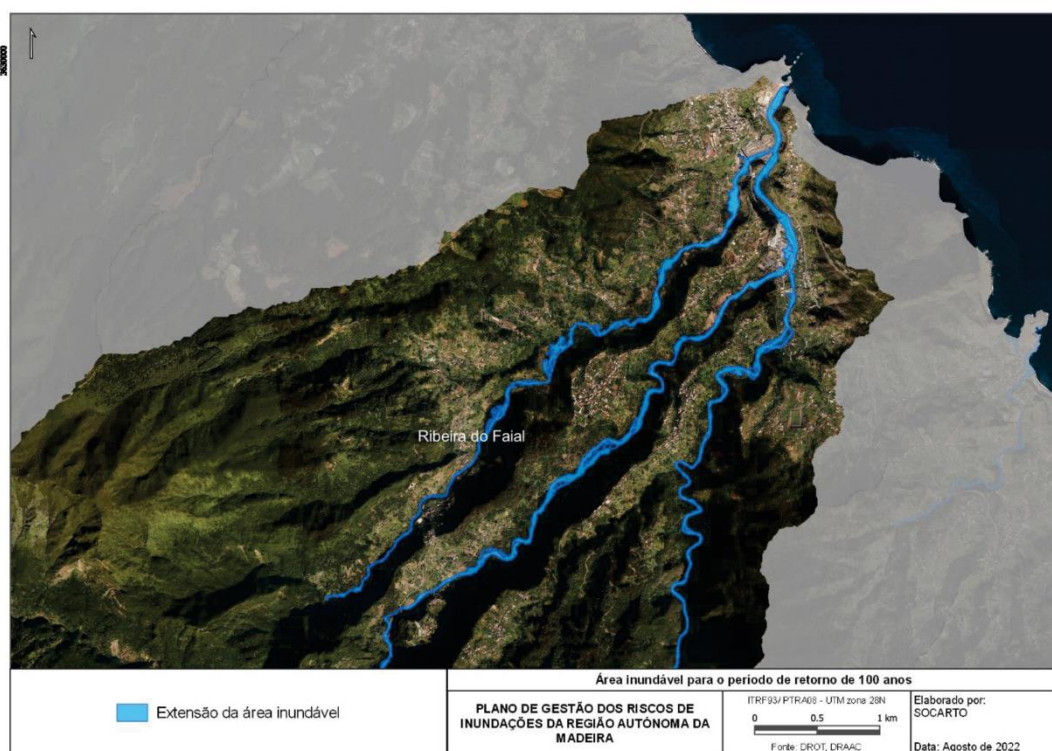 3630000
Ribeira do Faial
Extensão da área inundável
Área inundável para o período de retorno de 100 anos
PLANO DE GESTÃO DOS RISCOS DE
INUNDAÇÕES DA REGIÃO AUTÓNOMA DA
MADEIRA
ITRF93/ PTRA08 - UTM zona 28N
0 0.5 1 km
Fonte: DROT, DRAAC
Elaborado por:
SOCARTO
Data: Agosto de 2022